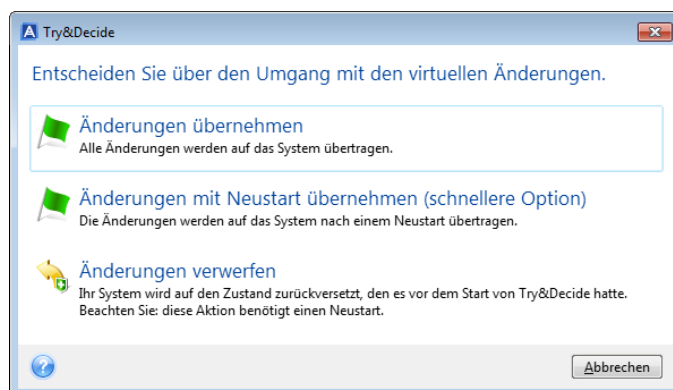 A Try&Decide
Entscheiden Sie über den Umgang mit den virtuellen Änderungen.
Änderungen übernehmen
Alle Änderungen werden auf das System übertragen.
Änderungen mit Neustart übernehmen (schnellere Option)
Die Änderungen werden auf das System nach einem Neustart übertragen.
Änderungen verwerfen
Ihr System wird auf den Zustand zurückversetzt, den es vor dem Start von Try&Decide hatte.
Beachten Sie: diese Aktion benötigt einen Neustart.
?
Abbrechen